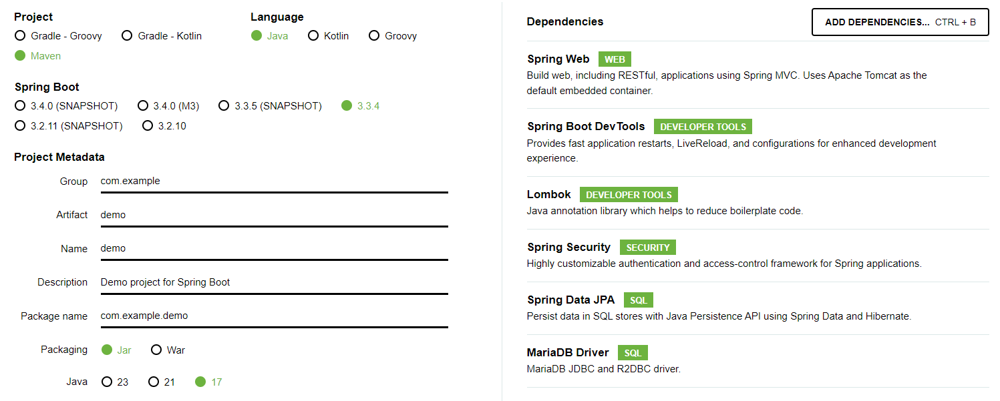 Project
Gradle - Groovy Gradle - Kotlin
Maven
Language
Java Kotlin Groovy
Spring Boot
3.4.0 (SNAPSHOT) 3.4.0 (M3) 3.3.5 (SNAPSHOT) 3.3.4
3.2.11 (SNAPSHOT) 3.2.10
Project Metadata
Group com.example
Artifact demo
Name demo
Description Demo project for Spring Boot
Package name com.example.demo
Packaging Jar War
Java 23 21 17
Dependencies ADD DEPENDENCIES... CTRL + B
Spring Web WEB
Build web, including RESTful, applications using Spring MVC. Uses Apache Tomcat as the
default embedded container.
Spring Boot DevTools DEVELOPER TOOLS
Provides fast application restarts, LiveReload, and configurations for enhanced development
experience.
Lombok DEVELOPER TOOLS
Java annotation library which helps to reduce boilerplate code.
Spring Security SECURITY
Highly customizable authentication and access-control framework for Spring applications.
Spring Data JPA SQL
Persist data in SQL stores with Java Persistence API using Spring Data and Hibernate.
MariaDB Driver SQL
MariaDB JDBC and R2DBC driver.